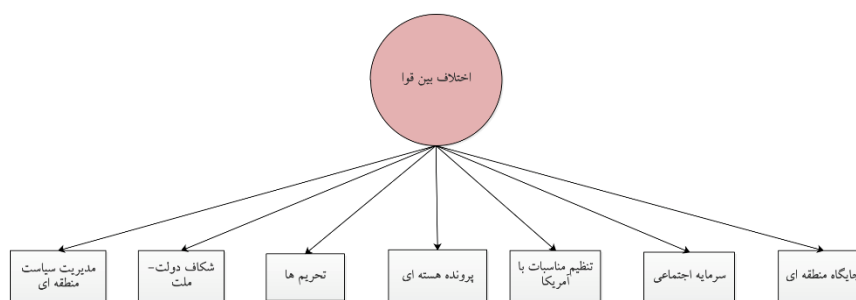 اختلاف بین قوا
جایگاه منطقه ای
سرمایه اجتماعی
تنظیم مناسبات با
آمریکا
پرونده هسته ای
تحریم ها
شکاف دولت-
ملت
مدیریت سیاست
منطقه ای